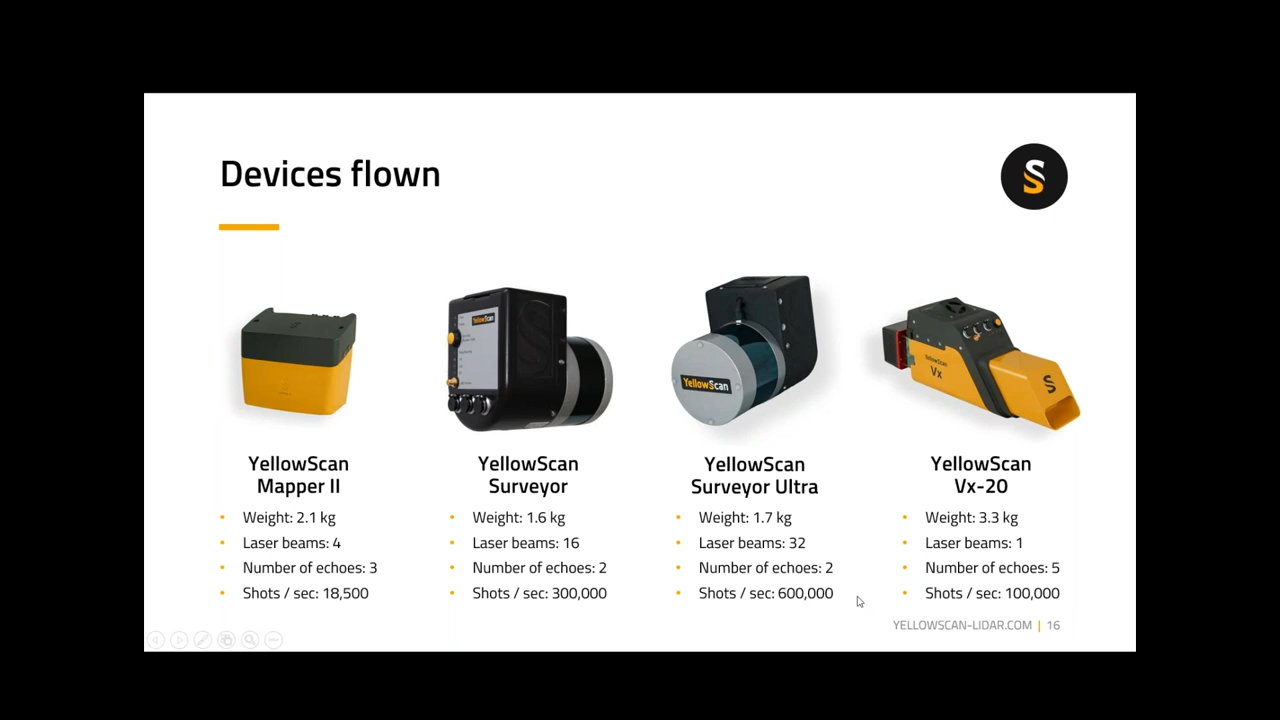 Devices flown
YellowScan
YellowScan
YellowScan
Vx
YellowScan
Mapper II
• Weight: 2.1 kg
• Laser beams: 4
• Number of echoes: 3
• Shots / sec: 18,500
YellowScan
Surveyor
• Weight: 1.6 kg
• Laser beams: 16
• Number of echoes: 2
• Shots / sec: 300,000
YellowScan
Surveyor Ultra
• Weight: 1.7 kg
• Laser beams: 32
• Number of echoes: 2
• Shots / sec: 600,000
YellowScan
Vx-20
• Weight: 3.3 kg
• Laser beams: 1
• Number of echoes: 5
• Shots / sec: 100,000
YELLOWSCAN-LIDAR.COM | 16